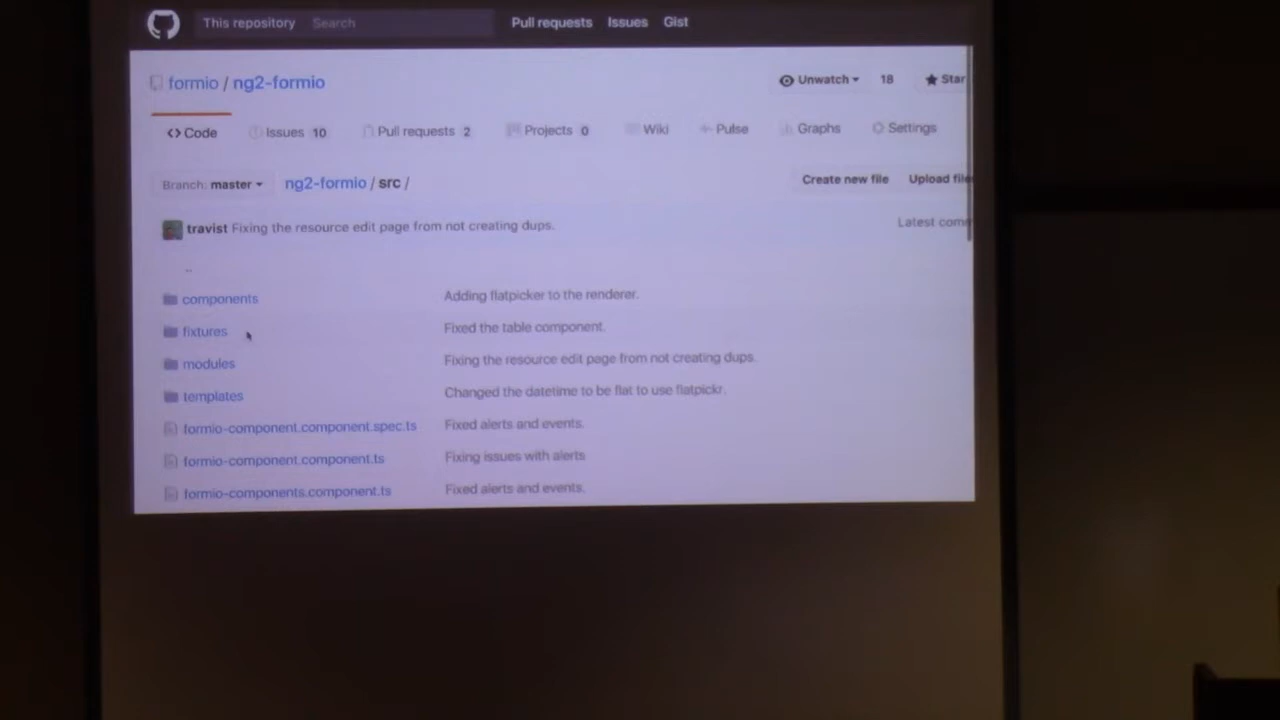 This repository Search Pull requests Issues Gist
formio / ng2-formio Unwatch 18 Star
Code Issues 10 Pull requests 2 Projects 0 Wiki Pulse Graphs Settings
Branch: master ng2-formio / src / Create new file Upload file
travist Fixing the resource edit page from not creating dups. Latest com
..
components Adding flatpicker to the renderer.
fixtures Fixed the table component.
modules Fixing the resource edit page from not creating dups.
templates Changed the datetime to be flat to use flatpickr.
formio-component.component.spec.ts Fixed alerts and events.
formio-component.component.ts Fixing issues with alerts
formio-components.component.ts Fixed alerts and events.